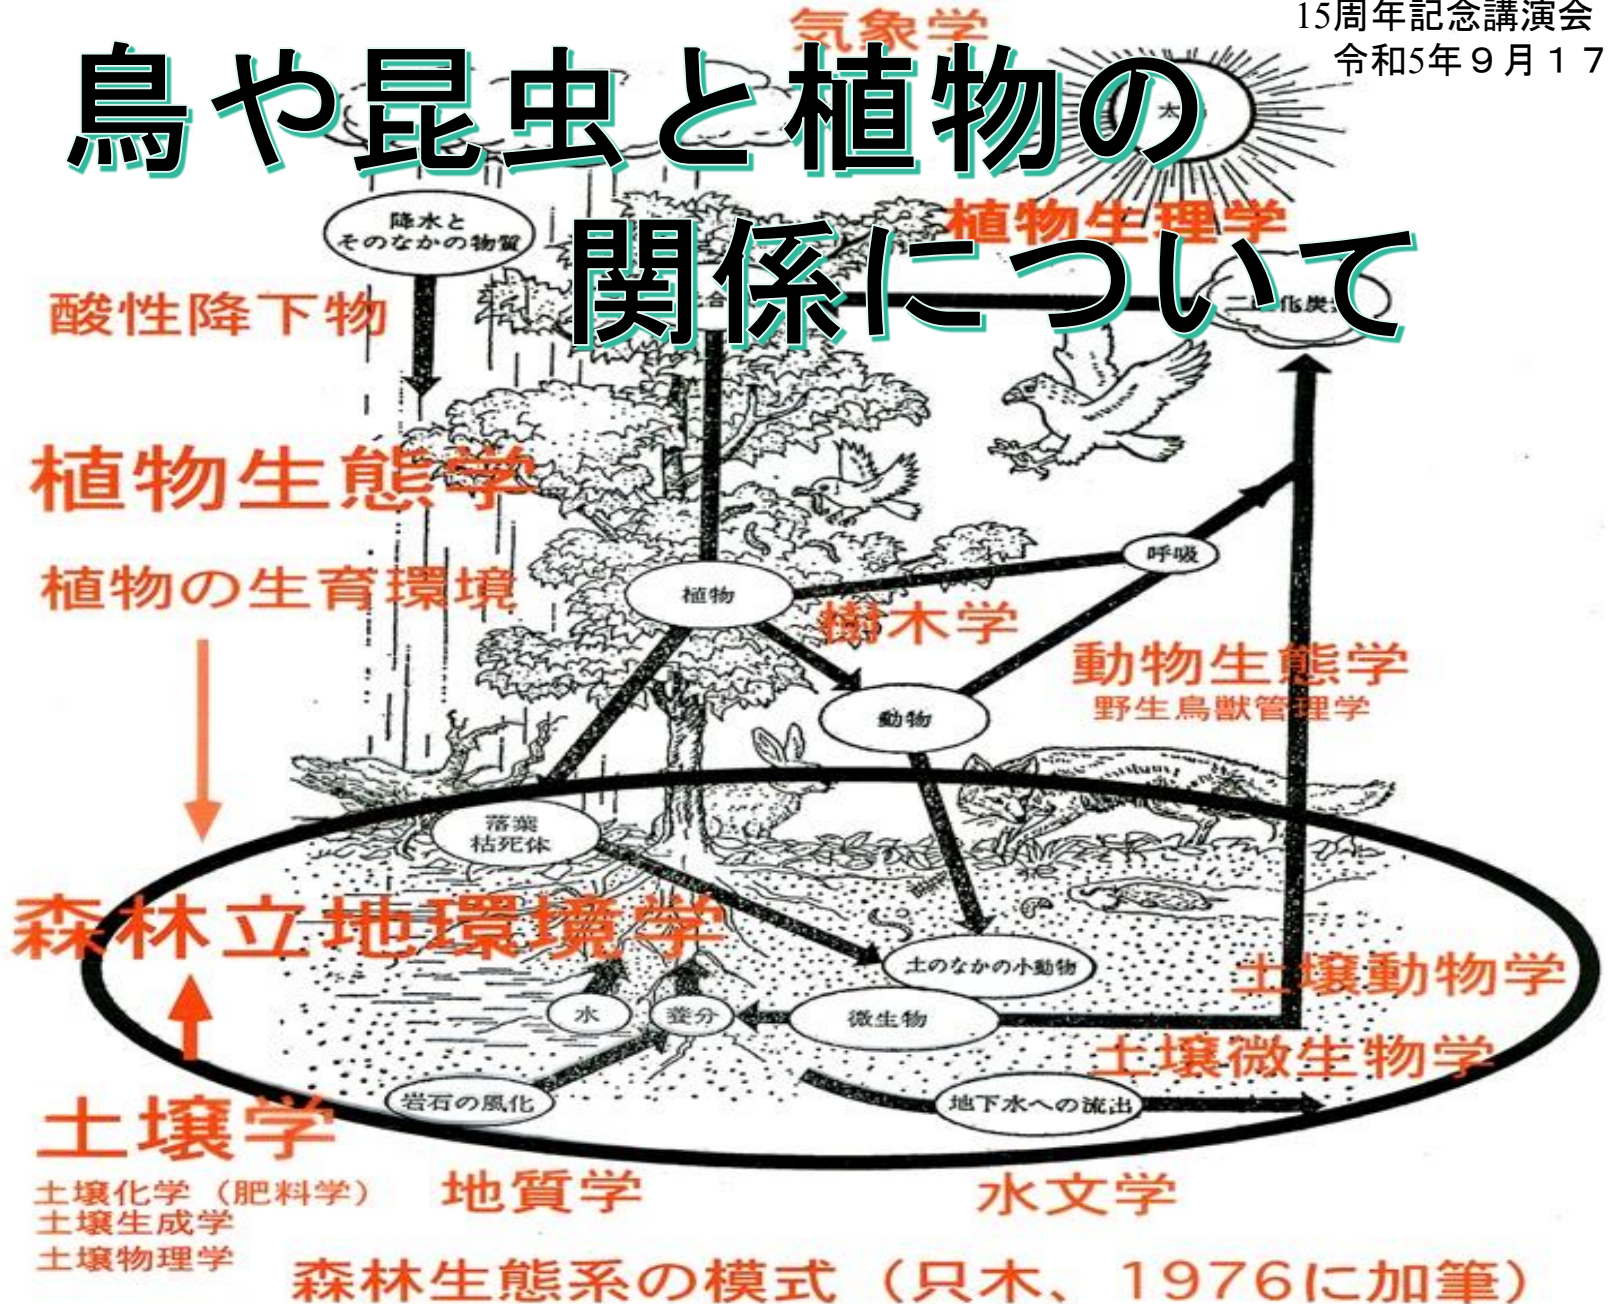 15周年記念講演会
令和5年９月１７
気象学
鳥や昆虫と植物の
関係について
太
降水と
そのなかの物質
植物生理学
酸性降下物
植物生態学
植物の生育環境
呼吸
植物
樹木学
動物生態学
野生鳥獣管理学
動物
落葉
枯死体
森林立地環境学
土のなかの小動物
土壌動物学
水
養分
微生物
土壌微生物学
岩石の風化
地下水への流出
土壌学
土壌化学（肥料学）
土壌生成学
土壌物理学
地質学
水文学
森林生態系の模式（只木、1976に加筆）